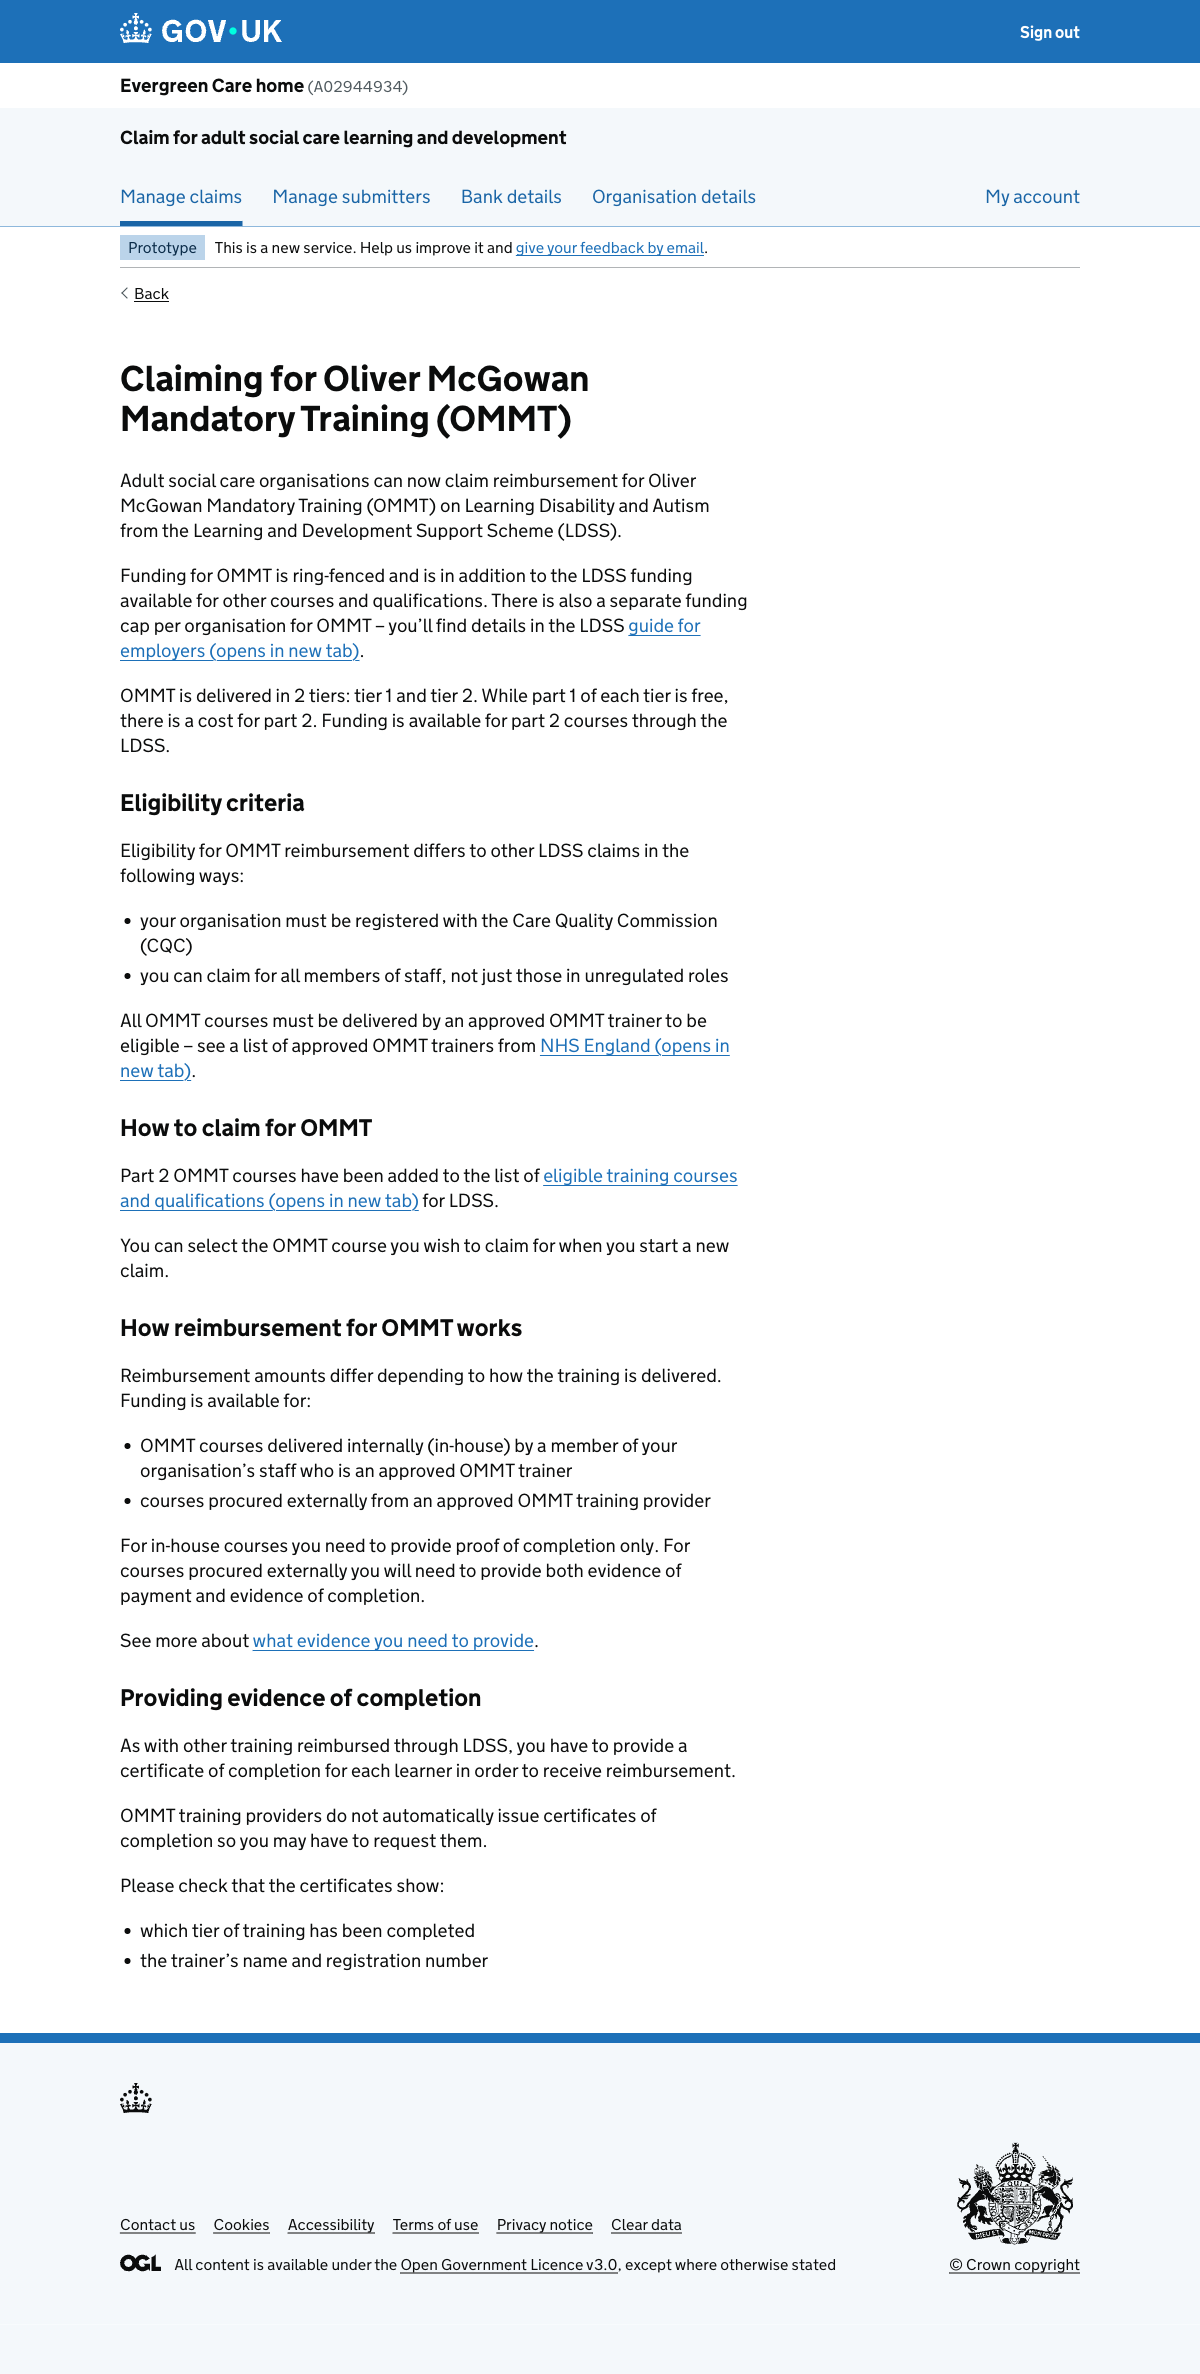 GOV·UK
Sign out
Evergreen Care home (A02944934)
Claim for adult social care learning and development
Manage claims Manage submitters Bank details Organisation details My account
Prototype This is a new service. Help us improve it and give your feedback by email.
Back
Claiming for Oliver McGowan
Mandatory Training (OMMT)
Adult social care organisations can now claim reimbursement for Oliver
McGowan Mandatory Training (OMMT) on Learning Disability and Autism
from the Learning and Development Support Scheme (LDSS).
Funding for OMMT is ring-fenced and is in addition to the LDSS funding
available for other courses and qualifications. There is also a separate funding
cap per organisation for OMMT – you’ll find details in the LDSS guide for
employers (opens in new tab).
OMMT is delivered in 2 tiers: tier 1 and tier 2. While part 1 of each tier is free,
there is a cost for part 2. Funding is available for part 2 courses through the
LDSS.
Eligibility criteria
Eligibility for OMMT reimbursement differs to other LDSS claims in the
following ways:
• your organisation must be registered with the Care Quality Commission
(CQC)
• you can claim for all members of staff, not just those in unregulated roles
All OMMT courses must be delivered by an approved OMMT trainer to be
eligible – see a list of approved OMMT trainers from NHS England (opens in
new tab).
How to claim for OMMT
Part 2 OMMT courses have been added to the list of eligible training courses
and qualifications (opens in new tab) for LDSS.
You can select the OMMT course you wish to claim for when you start a new
claim.
How reimbursement for OMMT works
Reimbursement amounts differ depending to how the training is delivered.
Funding is available for:
• OMMT courses delivered internally (in-house) by a member of your
organisation’s staff who is an approved OMMT trainer
• courses procured externally from an approved OMMT training provider
For in-house courses you need to provide proof of completion only. For
courses procured externally you will need to provide both evidence of
payment and evidence of completion.
See more about what evidence you need to provide.
Providing evidence of completion
As with other training reimbursed through LDSS, you have to provide a
certificate of completion for each learner in order to receive reimbursement.
OMMT training providers do not automatically issue certificates of
completion so you may have to request them.
Please check that the certificates show:
• which tier of training has been completed
• the trainer’s name and registration number
Contact us Cookies Accessibility Terms of use Privacy notice Clear data
OGL All content is available under the Open Government Licence v3.0, except where otherwise stated
© Crown copyright